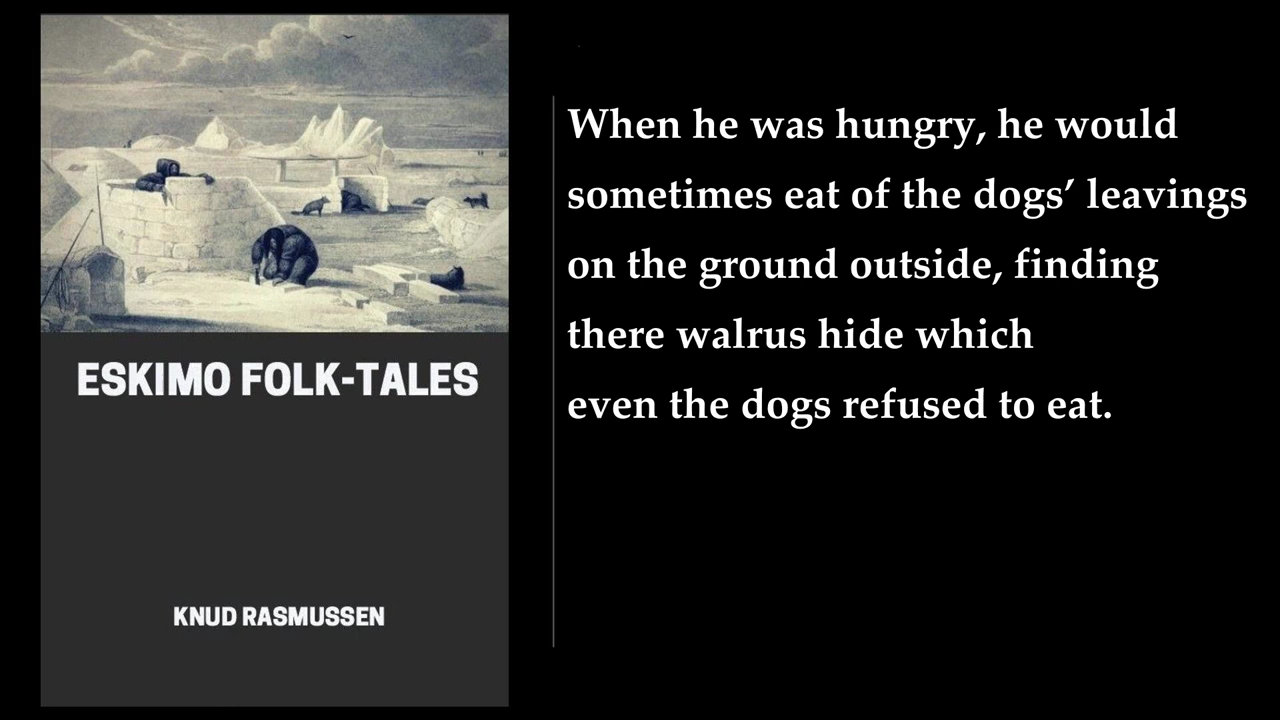 ESKIMO FOLK-TALES
KNUD RASMUSSEN
When he was hungry, he would
sometimes eat of the dogs’ leavings
on the ground outside, finding
there walrus hide which
even the dogs refused to eat.